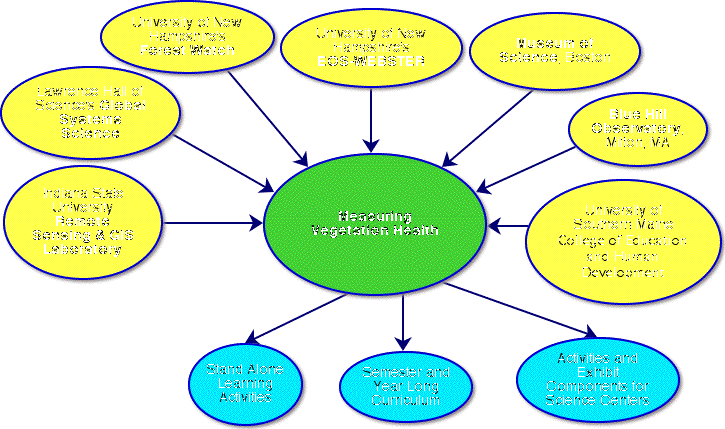 University of New
Hampshire's
Forest Watch
University of New
Hampshire's
EOS-WEBSTER
Museum of
Science, Boston
Lawrence Hall of
Science's Global
Systems
Science
Blue Hill
Observatory,
Milton, MA
Indiana State
University
Remote
Sensing & GIS
Laboratory
Measuring
Vegetation Health
University of
Southern Maine
College of Education
and Human
Development
Stand Alone
Learning
Activites
Semester and
Year Long
Curriculum
Activites and
Exhibit
Components for
Science Centers